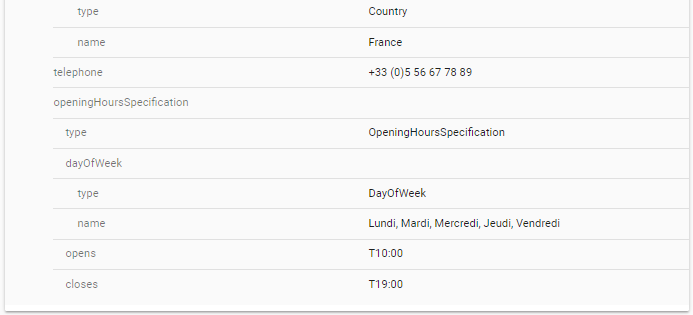 type Country
name France
telephone +33 (0)5 56 67 78 89
openingHoursSpecification
type OpeningHoursSpecification
dayOfWeek
type DayOfWeek
name Lundi, Mardi, Mercredi, Jeudi, Vendredi
opens T10:00
closes T19:00